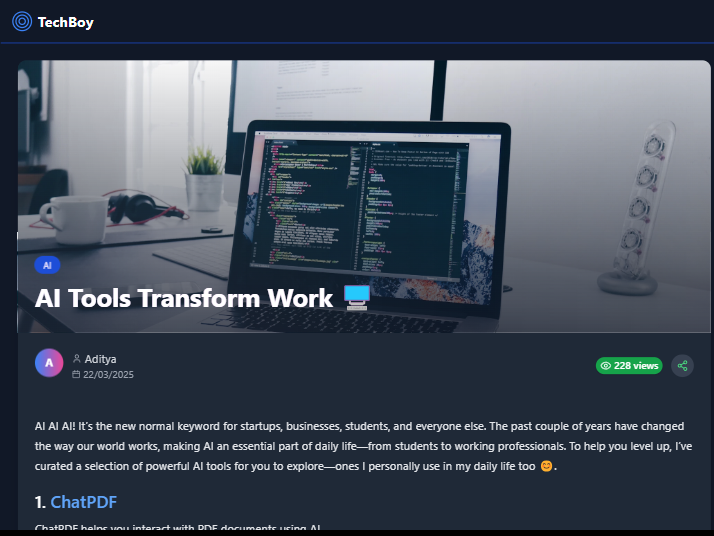 TechBoy
AI
AI Tools Transform Work 🖥️
A
Aditya
22/03/2025
228 views
AI AI AI! It's the new normal keyword for startups, businesses, students, and everyone else. The past couple of years have changed
the way our world works, making AI an essential part of daily life—from students to working professionals. To help you level up, I've
curated a selection of powerful AI tools for you to explore—ones I personally use in my daily life too 😊.
1. ChatPDF
ChatPDF helps you interact with PDF documents using AI